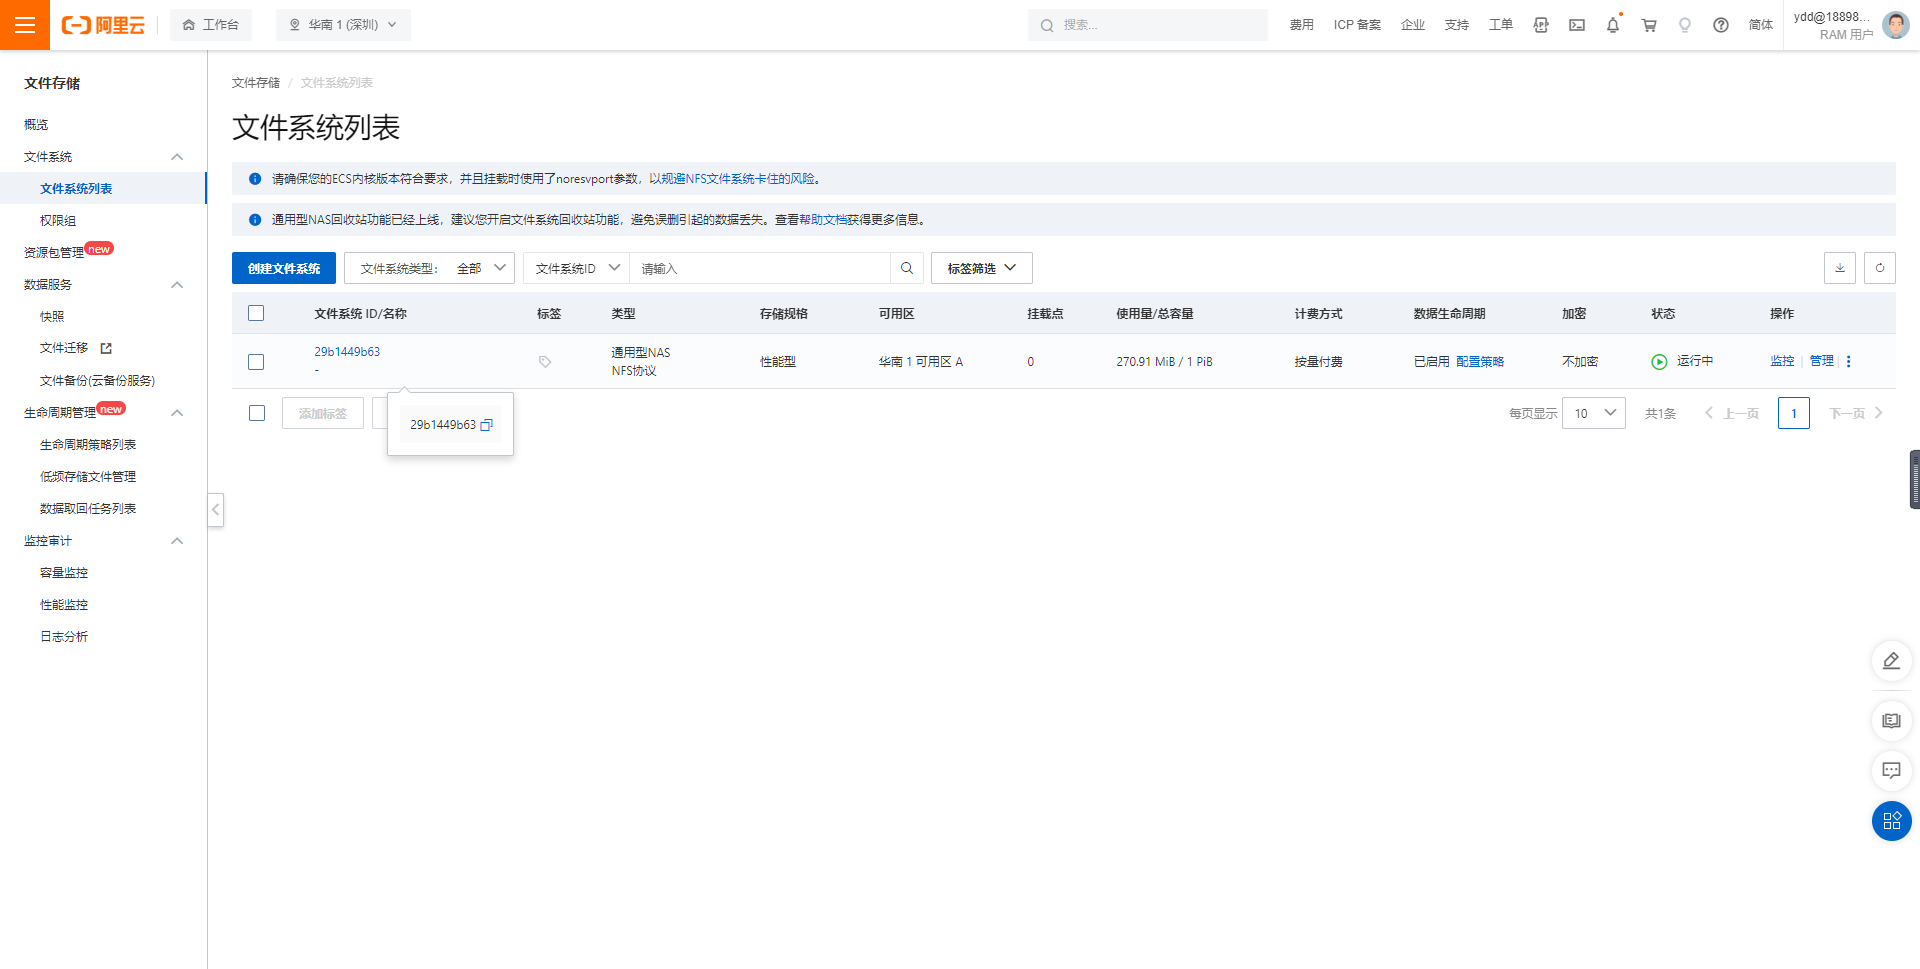 阿里云
工作台
华南 1 (深圳)
搜索...
费用
ICP 备案
企业
支持
工单
简体
ydd@18898...
RAM 用户
文件存储
概览
文件系统
文件系统列表
权限组
资源包管理 new
数据服务
快照
文件迁移
文件备份(云备份服务)
生命周期管理 new
生命周期策略列表
低频存储文件管理
数据取回任务列表
监控审计
容量监控
性能监控
日志分析
文件存储 / 文件系统列表
文件系统列表
请确保您的ECS内核版本符合要求，并且挂载时使用了noresvport参数，以规避NFS文件系统卡住的风险。
通用型NAS回收站功能已经上线，建议您开启文件系统回收站功能，避免误删引起的数据丢失。查看帮助文档获得更多信息。
创建文件系统
文件系统类型： 全部
文件系统ID
请输入
标签筛选
文件系统 ID/名称 标签 类型 存储规格 可用区 挂载点 使用量/总容量 计费方式 数据生命周期 加密 状态 操作
29b1449b63
-
通用型NAS
NFS协议
性能型
华南 1 可用区 A
0
270.91 MiB / 1 PiB
按量付费
已启用 配置策略
不加密
运行中
监控 | 管理
添加标签
29b1449b63
每页显示 10 共1条 上一页 1 下一页